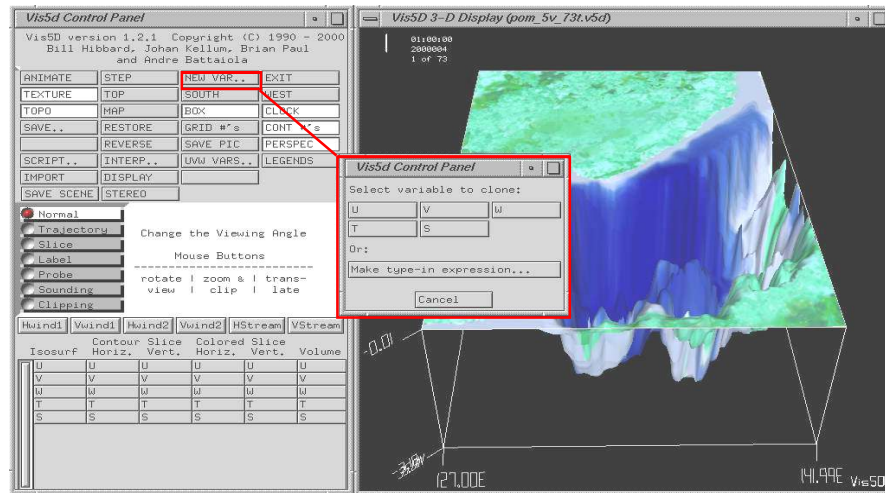 Vis5d Control Panel
Vis5D version 1.2.1 Copyright (C) 1990 - 2000
Bill Hibbard, Johan Kellum, Brian Paul
and Andre Battaiola
ANIMATE STEP NEW VAR.. EXIT
TEXTURE TOP SOUTH WEST
TOPO MAP BOX CLOCK
SAVE.. RESTORE GRID #'s CONT #'s
REVERSE SAVE PIC PERSPEC
SCRIPT.. INTERP.. UVW VARS.. LEGENDS
IMPORT DISPLAY
SAVE SCENE STEREO
Normal
Trajectory
Slice
Label
Probe
Sounding
Clipping
Change the Viewing Angle
Mouse Buttons
--------------------------
rotate | zoom & | trans-
view | clip | late
Hwind1 Vwind1 Hwind2 Vwind2 HStream VStream
Contour Slice Colored Slice
Isosurf Horiz. Vert. Horiz. Vert. Volume
U U U U U U
V V V V V V
W W W W W W
T T T T T T
S S S S S S
Vis5D 3-D Display (pom_5v_73t.v5d)
01:00:00
2000004
1 of 73
Vis5d Control Panel
Select variable to clone:
U V W
T S
Or:
Make type-in expression...
Cancel
-0.01
127.00E
141.99E
Vis5D